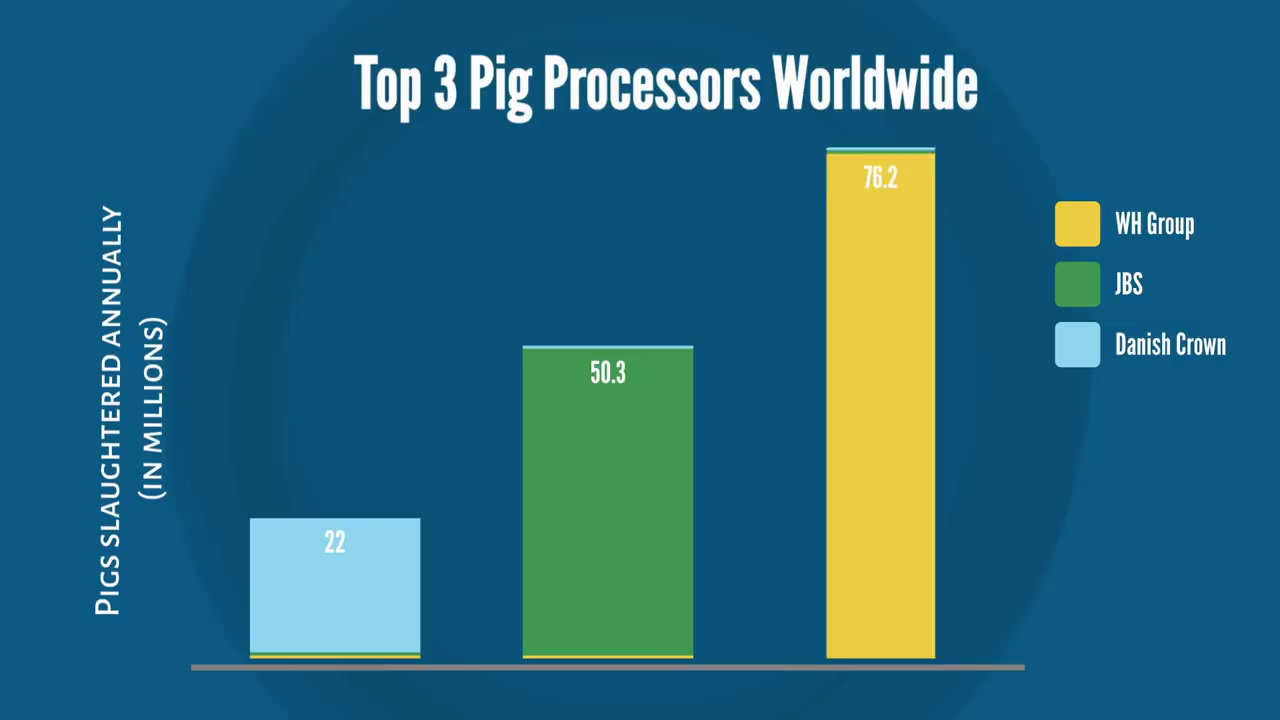 Top 3 Pig Processors Worldwide
PIGS SLAUGHTERED ANNUALLY
(IN MILLIONS)
22
50.3
76.2
WH Group
JBS
Danish Crown